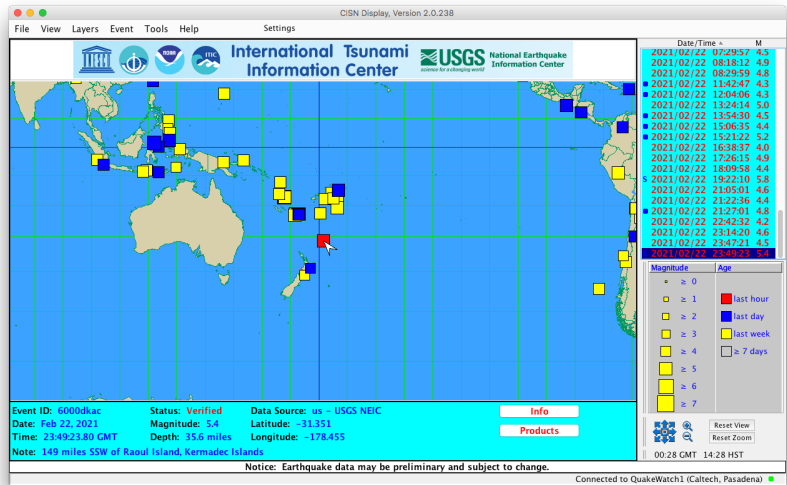 CISN Display, Version 2.0.238
File View Layers Event Tools Help Settings
International Tsunami
Information Center
NOAA
ITIC
USGS
science for a changing world
National Earthquake
Information Center
Date/Time M
2021/02/22 07:29:57 4.5
2021/02/22 08:18:12 4.9
2021/02/22 08:29:59 4.8
2021/02/22 11:42:47 4.3
2021/02/22 12:04:06 4.3
2021/02/22 13:24:14 5.0
2021/02/22 13:54:30 4.5
2021/02/22 15:06:35 4.4
2021/02/22 15:21:22 5.2
2021/02/22 16:38:37 4.0
2021/02/22 17:26:15 4.9
2021/02/22 18:09:58 4.4
S 2021/02/22 19:22:10 5.8
2021/02/22 21:05:01 4.6
2021/02/22 21:22:36 4.4
2021/02/22 21:27:01 4.8
2021/02/22 22:42:32 4.2
2021/02/22 23:14:20 4.6
2021/02/22 23:47:21 4.5
2021/02/22 23:49:23 5.4
Magnitude Age
≥ 0
≥ 1 last hour
≥ 2 last day
≥ 3 last week
≥ 4 ≥ 7 days
≥ 5
≥ 6
≥ 7
Event ID: 6000dkac Status: Verified Data Source: us - USGS NEIC Info
Date: Feb 22, 2021 Magnitude: 5.4 Latitude: -31.351
Time: 23:49:23.80 GMT Depth: 35.6 miles Longitude: -178.455 Products
Note: 149 miles SSW of Raoul Island, Kermadec Islands
Reset View
Reset Zoom
00:28 GMT 14:28 HST
Notice: Earthquake data may be preliminary and subject to change.
Connected to QuakeWatch1 (Caltech, Pasadena)